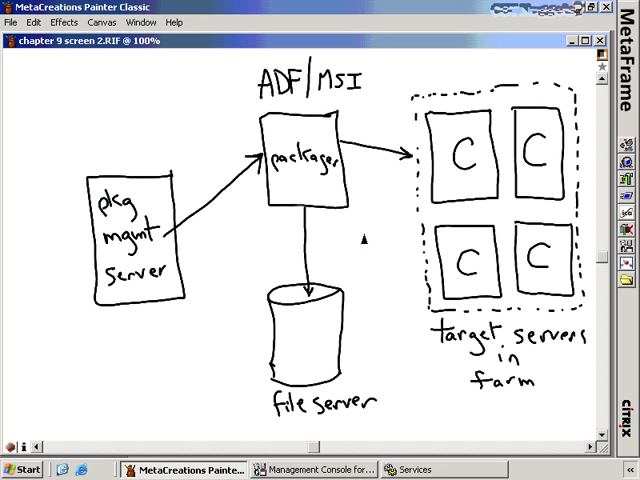 MetaCreations Painter Classic
File Edit Effects Canvas Window Help
chapter 9 screen 2.RIF @ 100%
ADF/MSI
packager
C
C
C
C
pkg
mgmt
server
file server
target servers
in
farm
MetaFrame
CITRIX
Start
MetaCreations Painte...
Management Console for...
Services